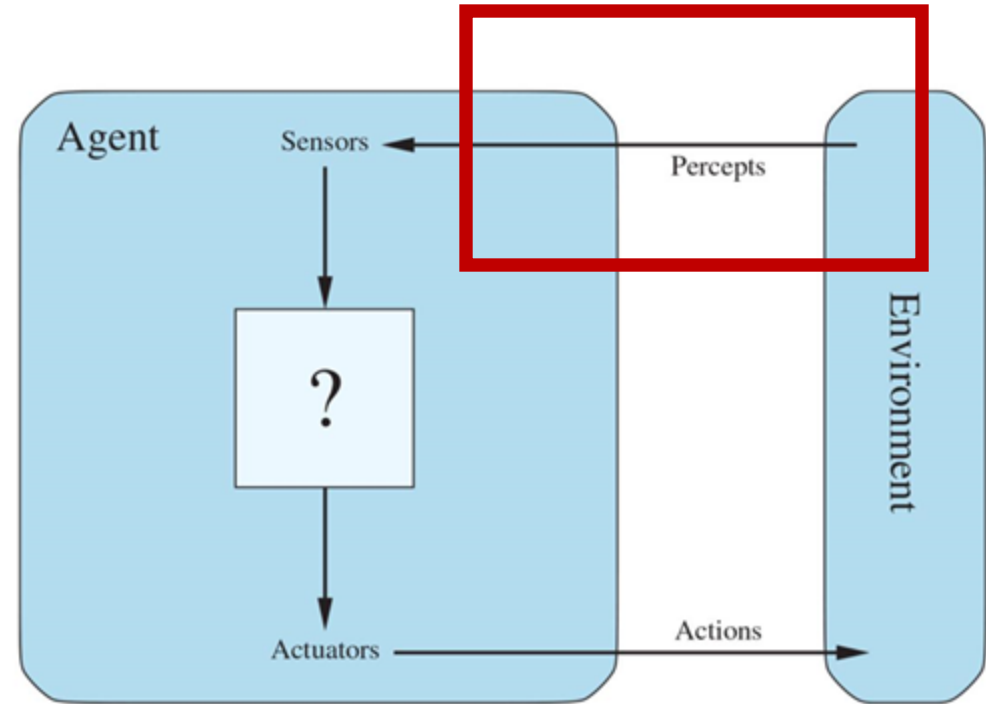 Agent
Sensors
Percepts
?
Environment
Actuators
Actions